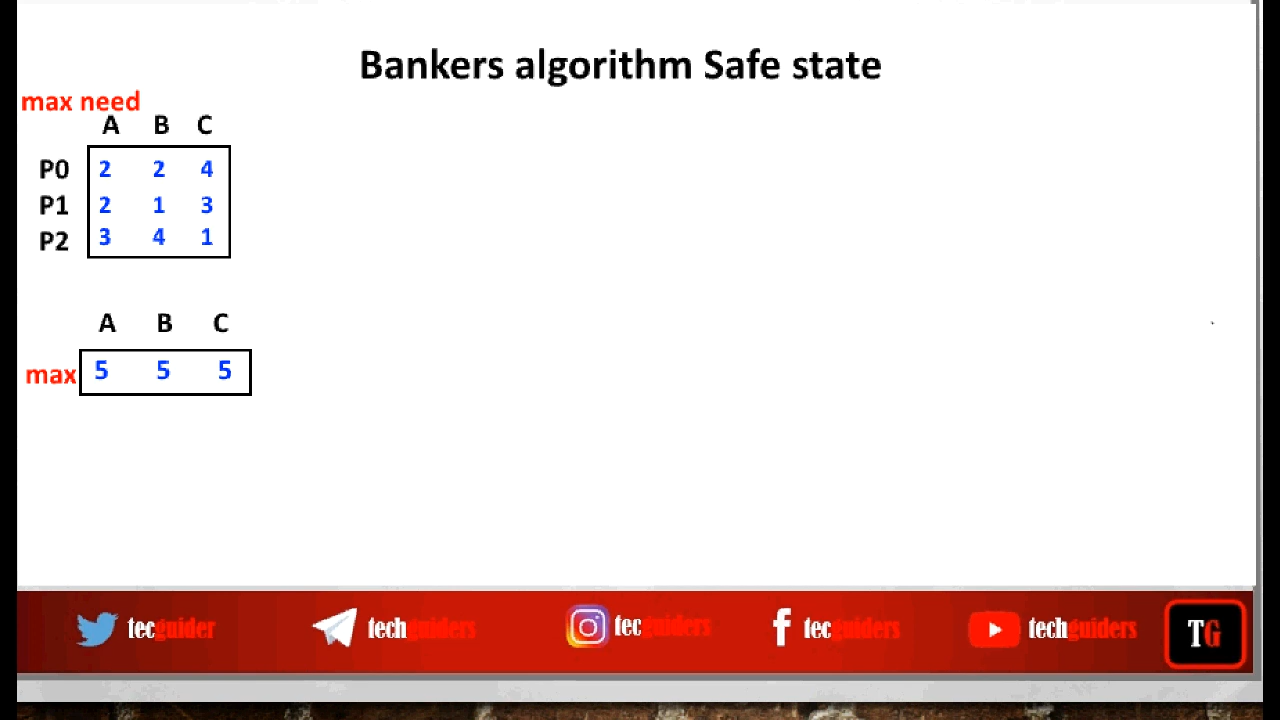 Bankers algorithm Safe state
max need
A B C
P0 2 2 4
P1 2 1 3
P2 3 4 1
A B C
max 5 5 5
tecguider techguiders tecguiders tecguiders techguiders TG